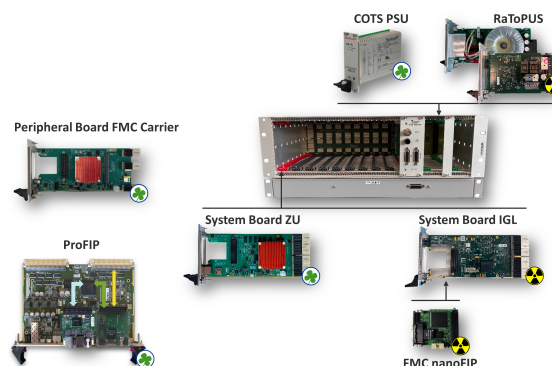 COTS PSU
RaToPUS
Peripheral Board FMC Carrier
System Board ZU
System Board IGL
ProFIP
FMC nanoFIP